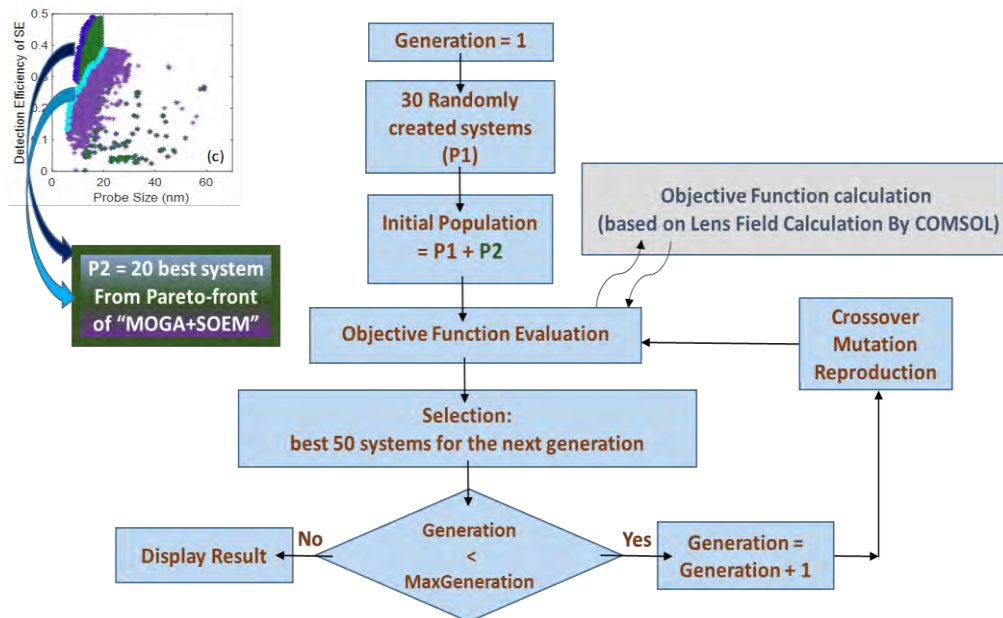 Detection Efficiency of SE
0.5
0.4
0.3
0.2
0.1
0
0
20
40
60
Probe Size (nm)
(c)
P2 = 20 best system
From Pareto-front
of “MOGA+SOEM”
Generation = 1
30 Randomly
created systems
(P1)
Initial Population
= P1 + P2
Objective Function calculation
(based on Lens Field Calculation By COMSOL)
Objective Function Evaluation
Crossover
Mutation
Reproduction
Selection:
best 50 systems for the next generation
Generation
<
MaxGeneration
No
Display Result
Yes
Generation =
Generation + 1